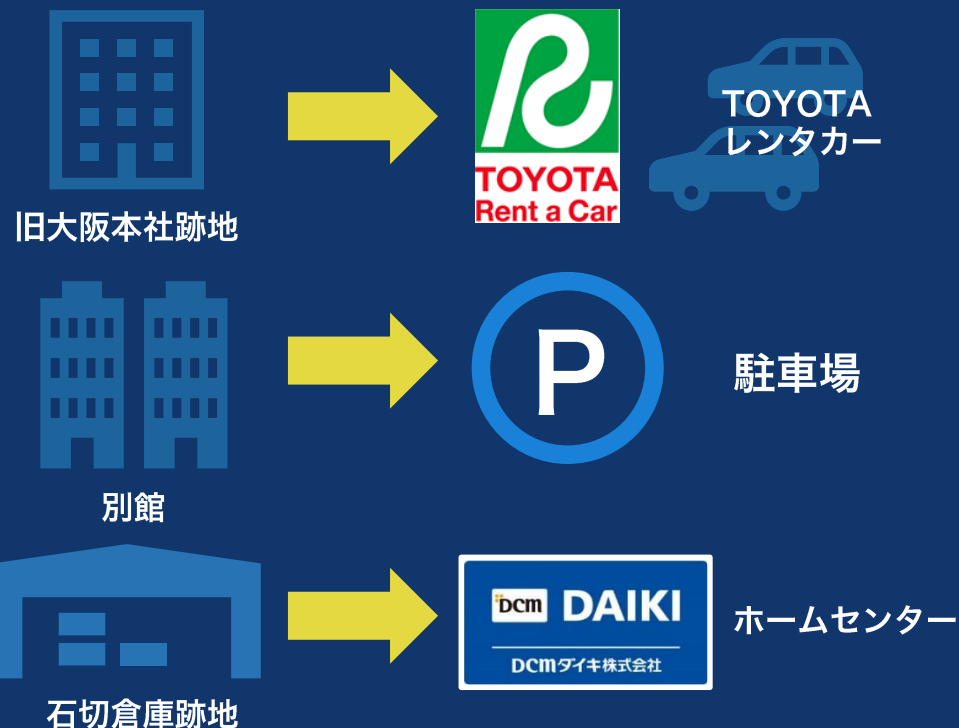 旧大阪本社跡地
TOYOTA
Rent a Car
TOYOTA
レンタカー
別館
P
駐車場
石切倉庫跡地
DCM DAIKI
DCMダイキ株式会社
ホームセンター